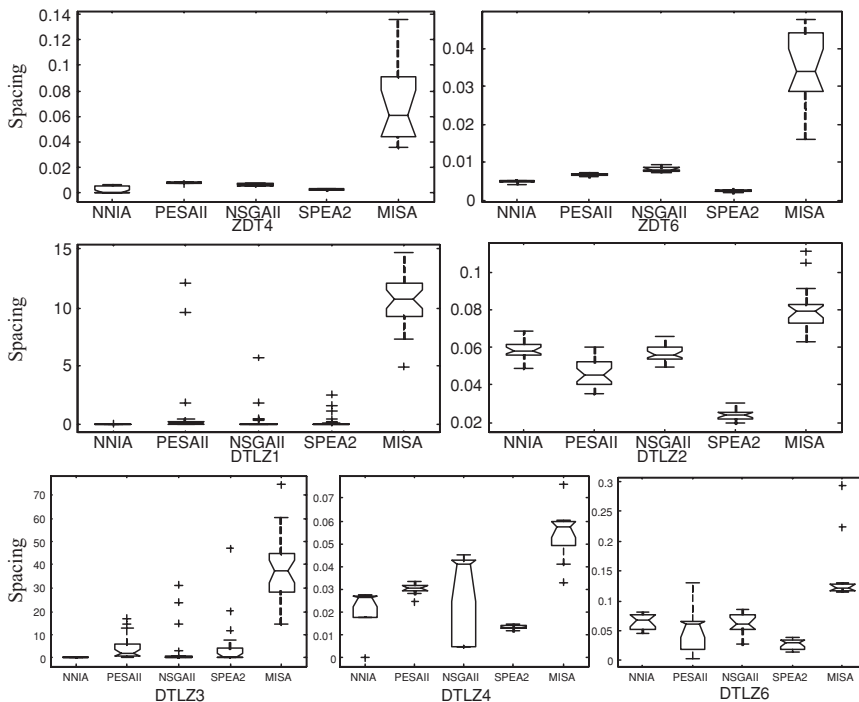 0.14
0.12
0.1
0.08
0.06
0.04
0.02
0
Spacing
NNIA PESAII NSGAII SPEA2 MISA
ZDT4
0.04
0.03
0.02
0.01
0
NNIA PESAII NSGAII SPEA2 MISA
ZDT6
15
10
5
0
Spacing
NNIA PESAII NSGAII SPEA2 MISA
DTLZ1
0.1
0.08
0.06
0.04
0.02
NNIA PESAII NSGAII SPEA2 MISA
DTLZ2
70
60
50
40
30
20
10
0
Spacing
NNIA PESAII NSGAII SPEA2 MISA
DTLZ3
0.07
0.06
0.05
0.04
0.03
0.02
0.01
0
NNIA PESAII NSGAII SPEA2 MISA
DTLZ4
0.3
0.25
0.2
0.15
0.1
0.05
0
NNIA PESAII NSGAII SPEA2 MISA
DTLZ6